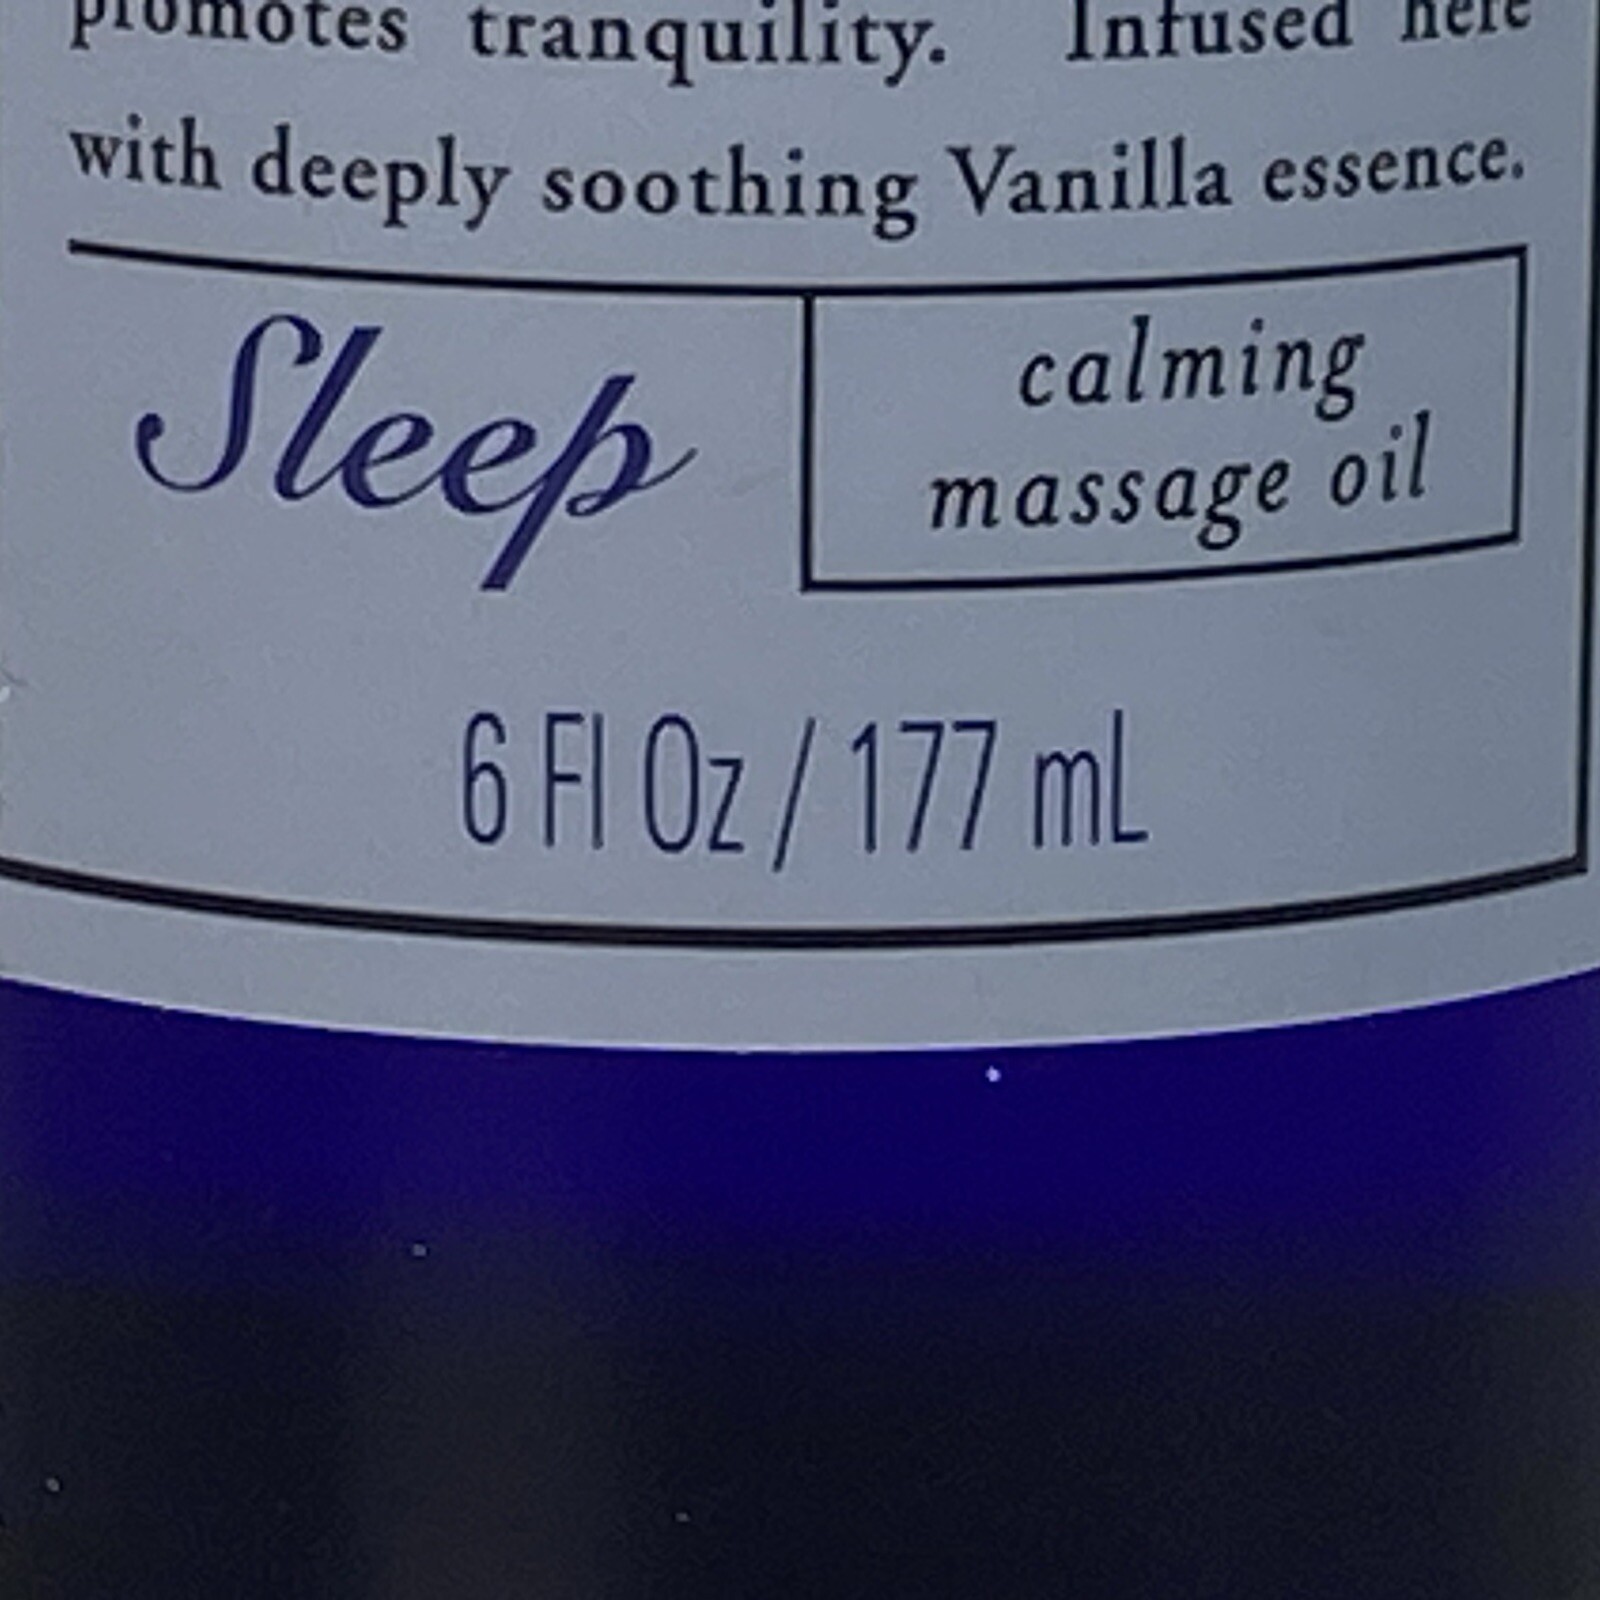 promotes tranquility. Infused here
with deeply soothing Vanilla essence.
Sleep
calming
massage oil
6 Fl Oz / 177 mL